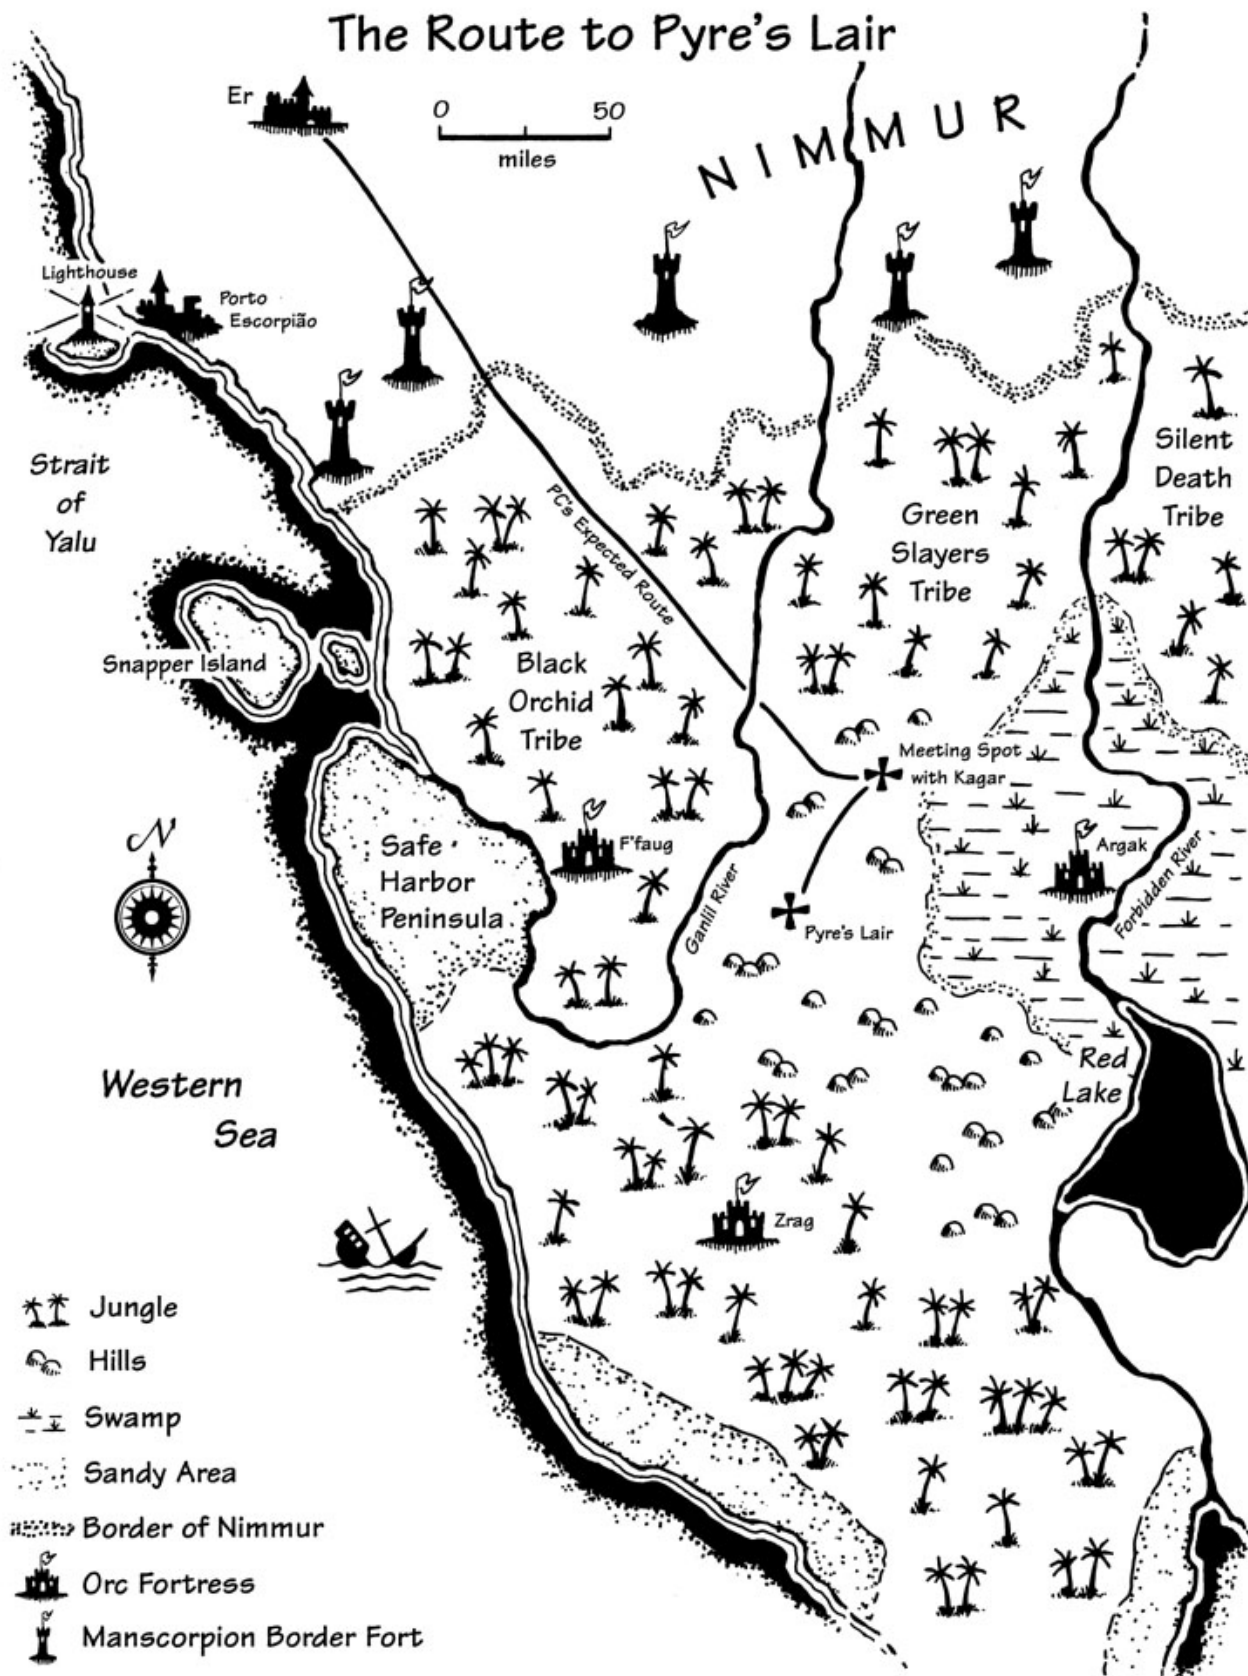 The Route to Pyre's Lair
Er
0 50
miles
NIMMUR
Lighthouse
Porto
Escorpião
Strait
of
Yalu
PC's Expected Route
Silent
Death
Tribe
Green
Slayers
Tribe
Snapper Island
Black
Orchid
Tribe
Meeting Spot
with Kagar
N
Safe
Harbor
Peninsula
F'faug
Argak
Ganlil River
Forbidden River
Pyre's Lair
Red
Lake
Western
Sea
Zrag
Jungle
Hills
Swamp
Sandy Area
Border of Nimmur
Orc Fortress
Manscorpion Border Fort